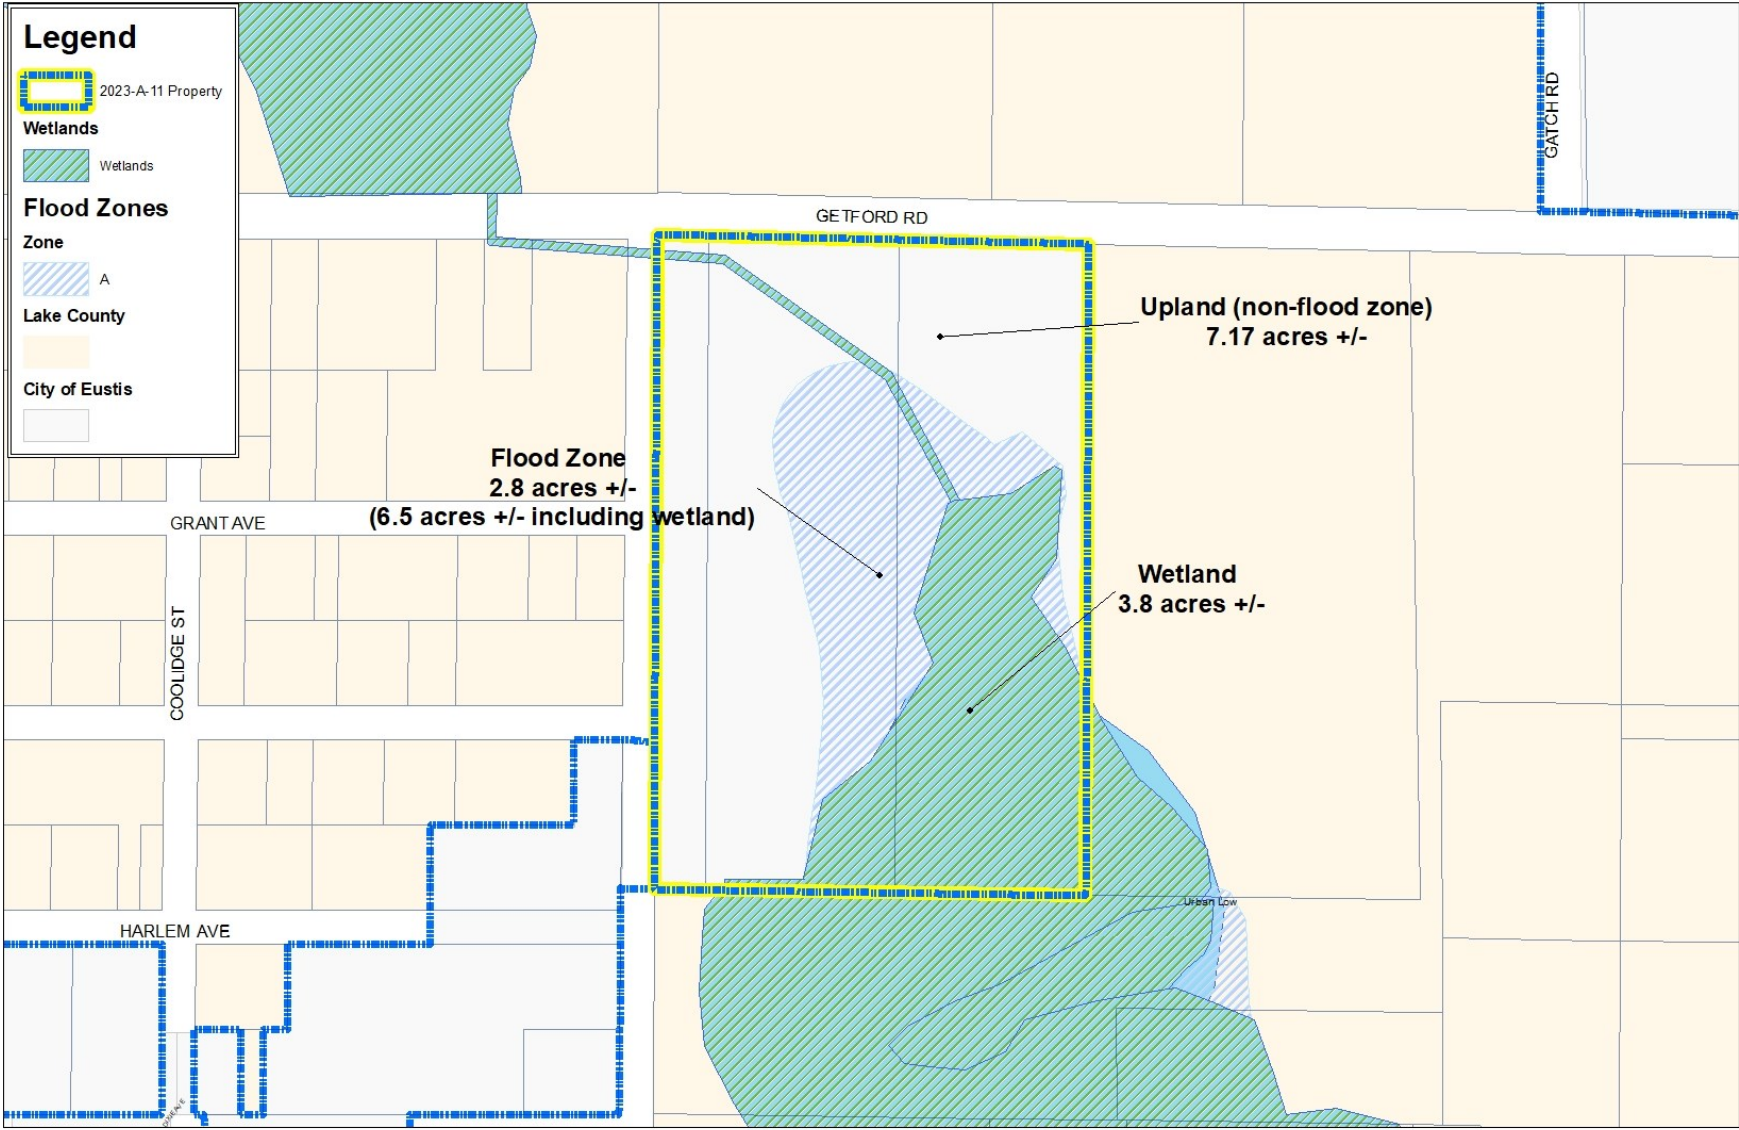 Legend
2023-A-11 Property
Wetlands
Wetlands
Flood Zones
Zone
A
Lake County
City of Eustis
GATCH RD
GETFORD RD
Upland (non-flood zone)
7.17 acres +/-
Flood Zone
2.8 acres +/-
(6.5 acres +/- including wetland)
GRANT AVE
Wetland
3.8 acres +/-
COOLIDGE ST
Urban Low
HARLEM AVE